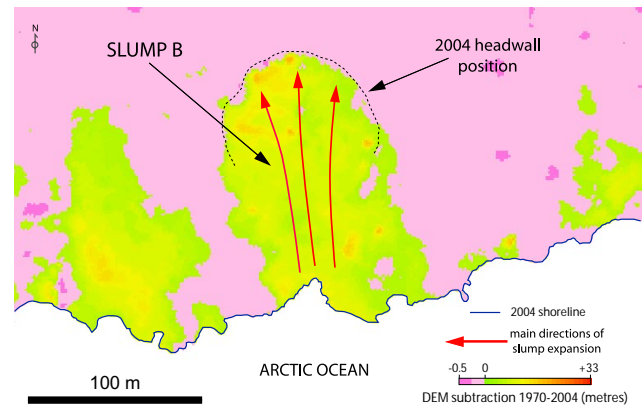 N
SLUMP B
2004 headwall
position
2004 shoreline
main directions of
slump expansion
ARCTIC OCEAN
-0.5 0 +33
100 m
DEM subtraction 1970-2004 (metres)